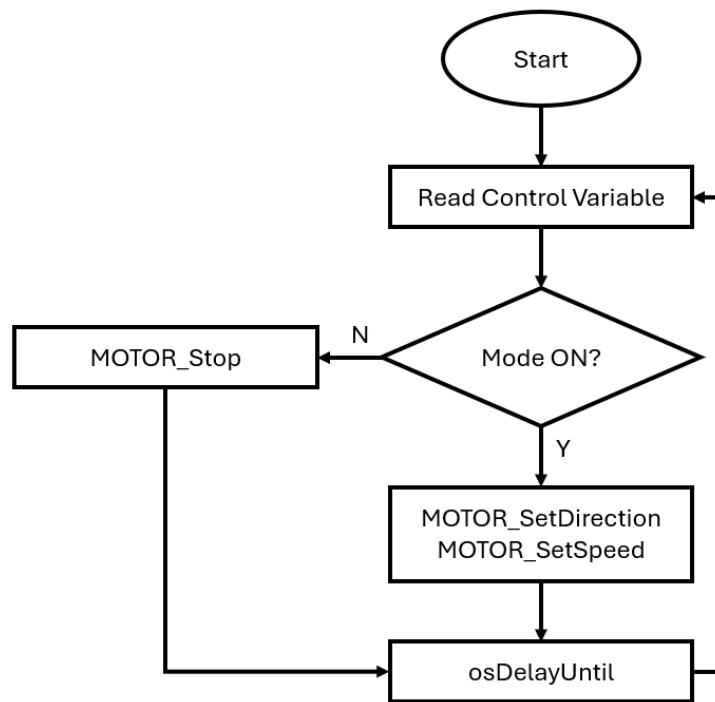 Start
Read Control Variable
Mode ON?
N
MOTOR_Stop
Y
MOTOR_SetDirection
MOTOR_SetSpeed
osDelayUntil